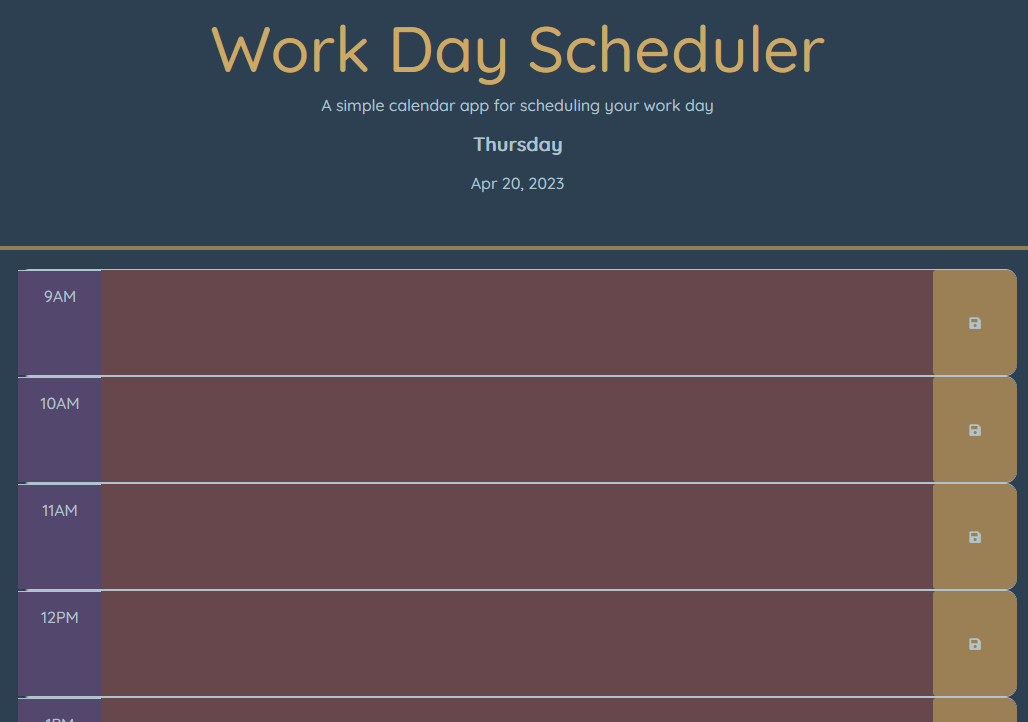 Work Day Scheduler
A simple calendar app for scheduling your work day
Thursday
Apr 20, 2023
9AM
10AM
11AM
12PM
1PM